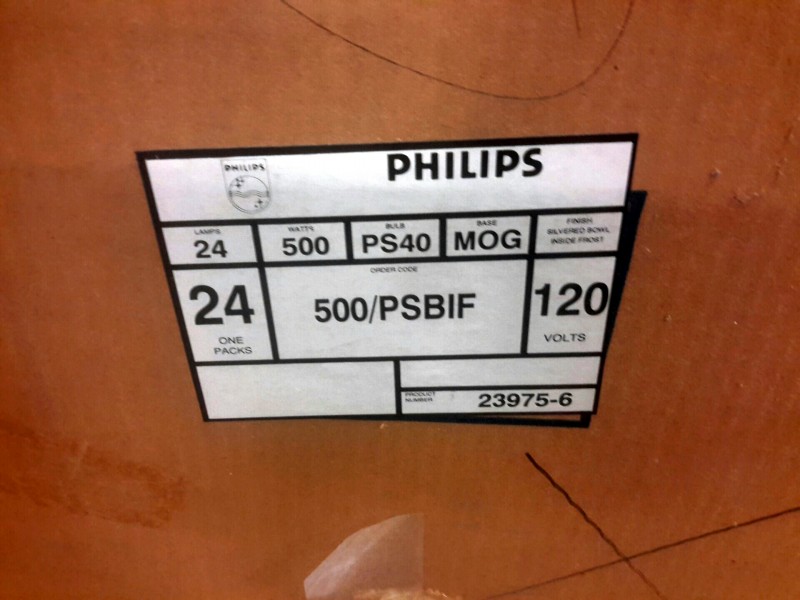 PHILIPS
PHILIPS
LAMPS
24
WATTS
500
BULB
PS40
BASE
MOG
FINISH
SILVERED BOWL
INSIDE FROST
24
ONE
PACKS
ORDER CODE
500/PSBIF
120
VOLTS
PRODUCT
NUMBER
23975-6